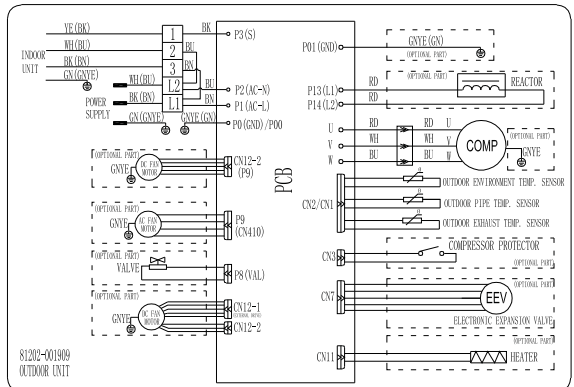 YE(BK)
1
BK
P3(S)
WH(BU)
2
BU
INDOOR
UNIT
BK(BN)
3
BN
GN(GNYE)
WH(BU)
L2
BU
P2(AC-N)
POWER
SUPPLY
BK(BN)
L1
BN
P1(AC-L)
GN(GNYE)
GNYE(GN)
P0(GND)/P00
(OPTIONAL PART)
GNYE
DC FAN
MOTOR
CN12-2
(P9)
(OPTIONAL PART)
GNYE
AC FAN
MOTOR
P9
(CN410)
(OPTIONAL PART)
VALVE
P8(VAL)
(OPTIONAL PART)
GNYE
DC FAN
MOTOR
CN12-1
CN12-2
81202-001909
OUTDOOR UNIT
PCB
P01(GND)
GNYE(GN)
(OPTIONAL PART)
(OPTIONAL PART)
REACTOR
P13(L1)
RD
P14(L2)
RD
U
RD
RD
U
V
WH
WH
V
W
BU
BU
W
COMP
(OPTIONAL PART)
GNYE
CN2/CN1
OUTDOOR ENVIRONMENT TEMP. SENSOR
OUTDOOR PIPE TEMP. SENSOR
OUTDOOR EXHAUST TEMP. SENSOR
CN3
COMPRESSOR PROTECTOR
(OPTIONAL PART)
CN7
(OPTIONAL PART)
EEV
ELECTRONIC EXPANSION VALVE
(OPTIONAL PART)
CN11
HEATER